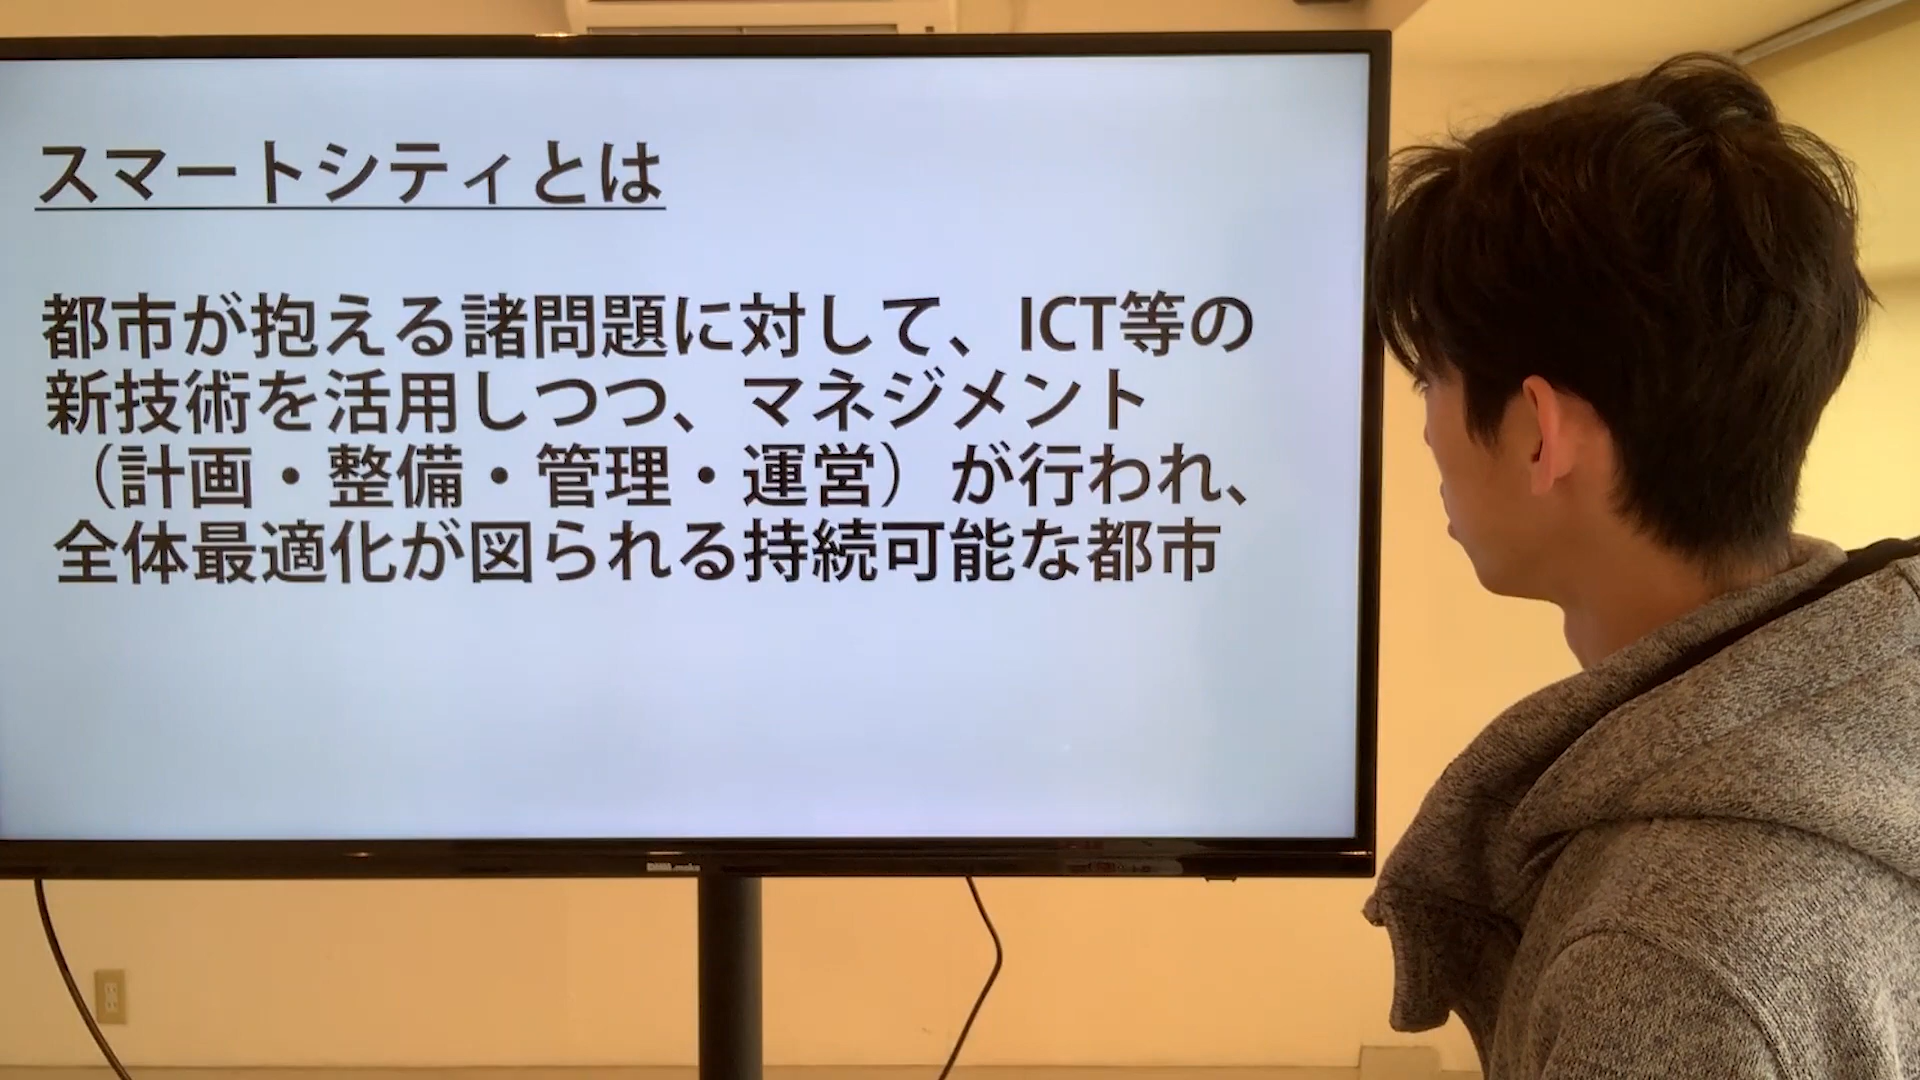 スマートシティとは
都市が抱える諸問題に対して、ICT等の
新技術を活用しつつ、マネジメント
（計画・整備・管理・運営）が行われ、
全体最適化が図られる持続可能な都市